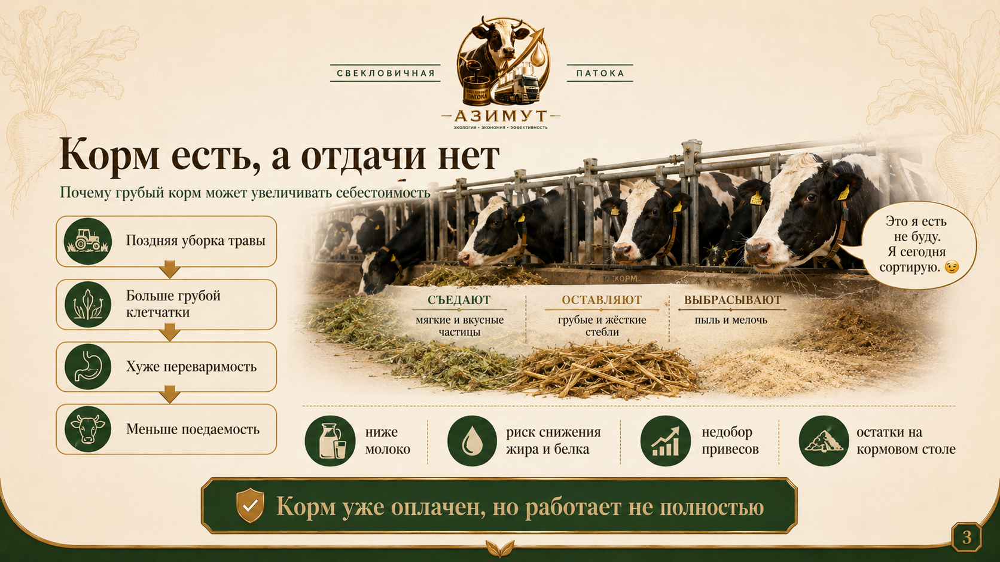 СВЕКЛОВИЧНАЯ
ПАТОКА
ПАТОКА
АЗИМУТ
ЭКОЛОГИЯ • ЭКОНОМИЯ • ЭФФЕКТИВНОСТЬ
Корм есть, а отдачи нет
Почему грубый корм может увеличивать себестоимость
Поздняя уборка травы
Больше грубой
клетчатки
Хуже переваримость
Меньше поедаемость
Это я есть
не буду.
Я сегодня
сортирую. 😉
КОРМ
СЪЕДАЮТ
мягкие и вкусные
частицы
ОСТАВЛЯЮТ
грубые и жёсткие
стебли
ВЫБРАСЫВАЮТ
пыль и мелочь
ниже
молоко
риск снижения
жира и белка
недобор
привесов
остатки на
кормовом столе
Корм уже оплачен, но работает не полностью
3